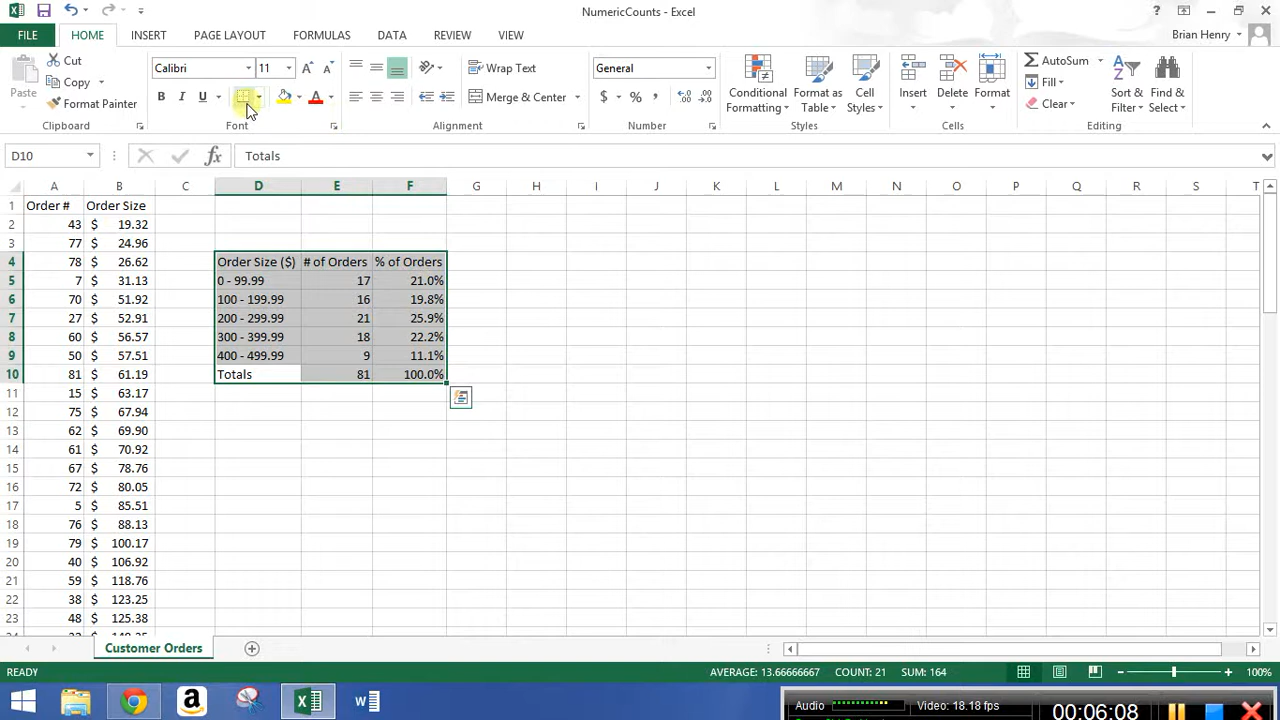 NumericCounts - Excel
FILE HOME INSERT PAGE LAYOUT FORMULAS DATA REVIEW VIEW Brian Henry
Cut
Copy
Format Painter
Paste
Clipboard
Calibri 11
B I U A
Font
Wrap Text
Merge & Center
Alignment
General
$ % ,
Number
Conditional Formatting
Format as Table
Cell Styles
Styles
Insert Delete Format
Cells
AutoSum
Fill
Clear
Sort & Filter
Find & Select
Editing
D10 fx Totals
A B C D E F G H I J K L M N O P Q R S T
1 Order # Order Size
2 43 $ 19.32
3 77 $ 24.96
4 78 $ 26.62 Order Size ($) # of Orders % of Orders
5 7 $ 31.13 0 - 99.99 17 21.0%
6 70 $ 51.92 100 - 199.99 16 19.8%
7 27 $ 52.91 200 - 299.99 21 25.9%
8 60 $ 56.57 300 - 399.99 18 22.2%
9 50 $ 57.51 400 - 499.99 9 11.1%
10 81 $ 61.19 Totals 81 100.0%
11 15 $ 63.17
12 75 $ 67.94
13 62 $ 69.90
14 61 $ 70.92
15 67 $ 78.76
16 72 $ 80.05
17 5 $ 85.51
18 76 $ 88.13
19 79 $ 100.17
20 40 $ 106.92
21 59 $ 118.76
22 38 $ 123.25
23 48 $ 125.38
Customer Orders
READY AVERAGE: 13.66666667 COUNT: 21 SUM: 164 100%
Audio Video: 18.18 fps 00:06:08